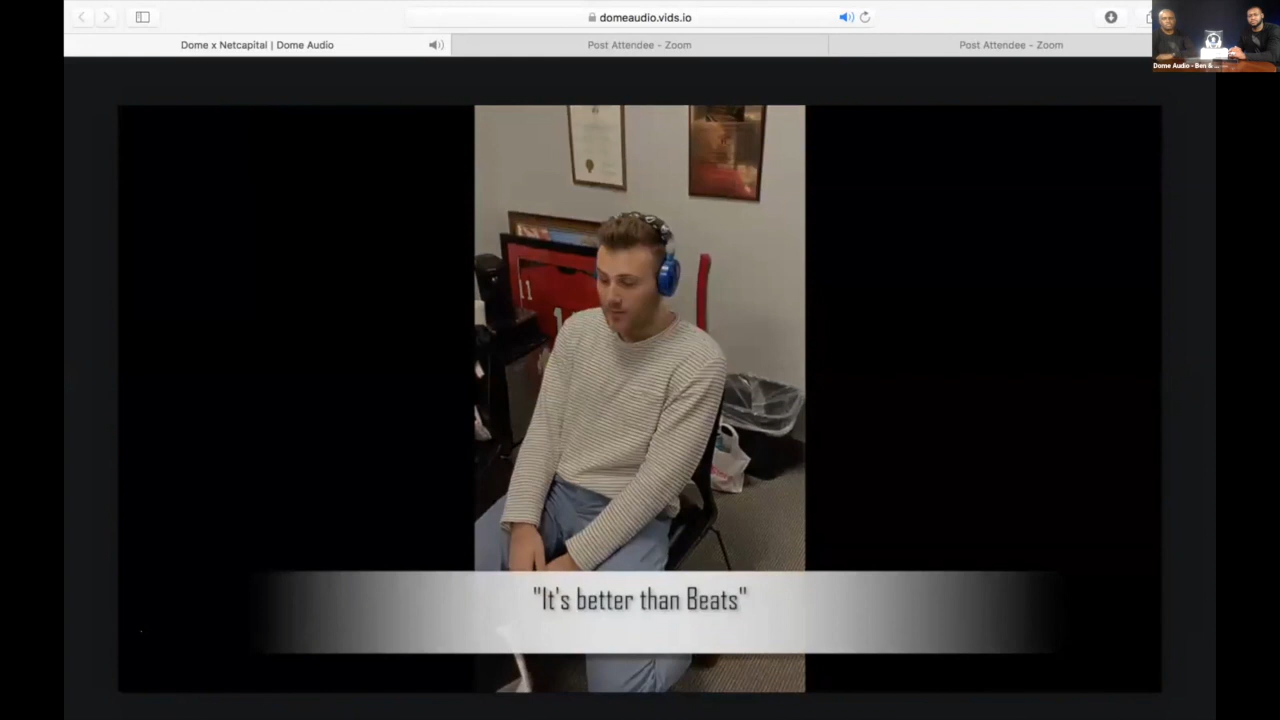 domeaudio.vids.io
Dome x Netcapital | Dome Audio
Post Attendee - Zoom
Post Attendee - Zoom
Dome Audio - Ben &
"It's better than Beats"